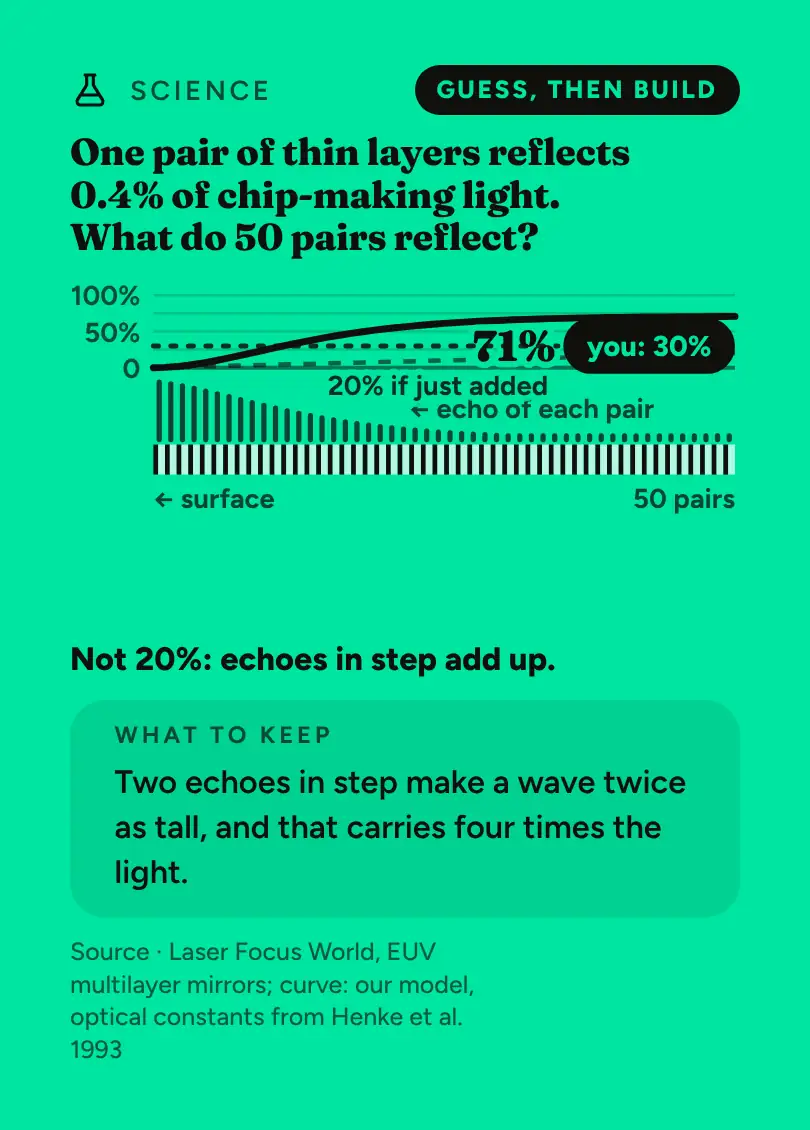 SCIENCE
GUESS, THEN BUILD
One pair of thin layers reflects
0.4% of chip-making light.
What do 50 pairs reflect?
100%
50%
0
71%
you: 30%
20% if just added
← echo of each pair
← surface
50 pairs
Not 20%: echoes in step add up.
WHAT TO KEEP
Two echoes in step make a wave twice
as tall, and that carries four times the
light.
Source · Laser Focus World, EUV
multilayer mirrors; curve: our model,
optical constants from Henke et al.
1993